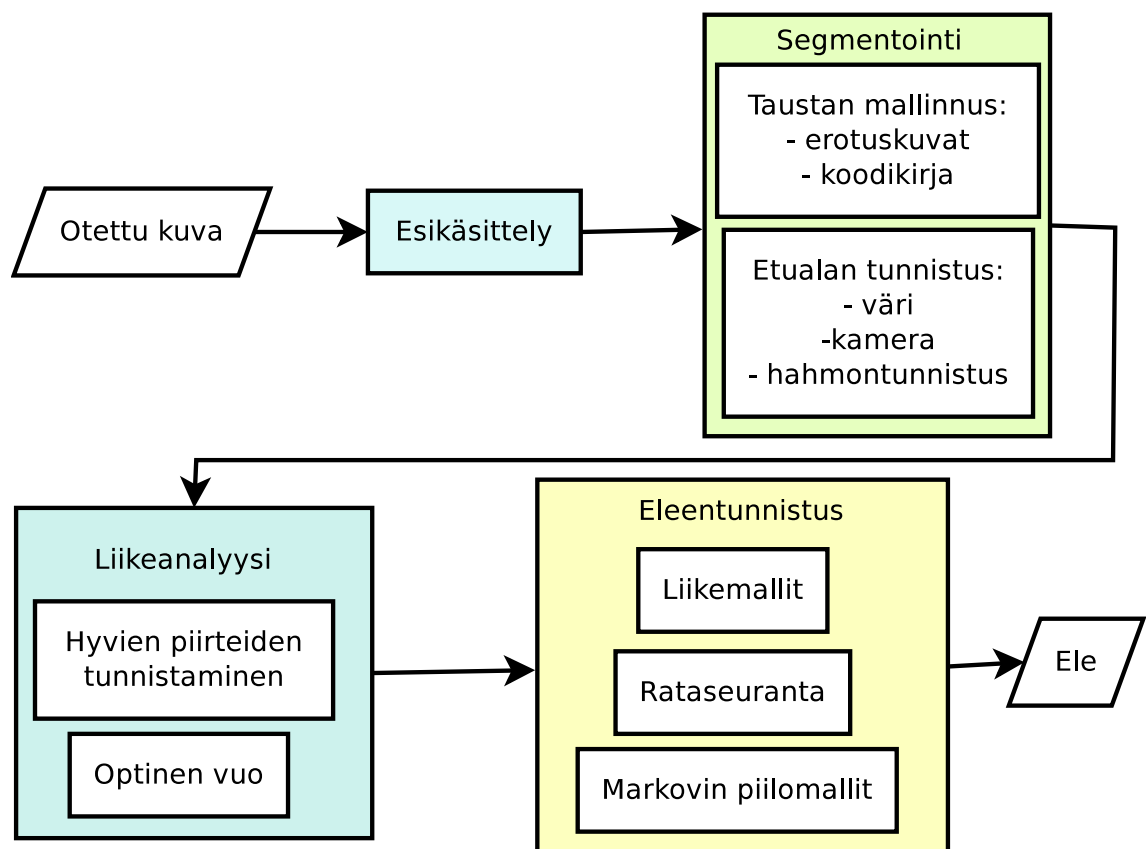 Otettu kuva
Esikäsittely
Segmentointi
Taustan mallinnus:
- erotuskuvat
- koodikirja
Etualan tunnistus:
- väri
-kamera
- hahmontunnistus
Liikeanalyysi
Hyvien piirteiden
tunnistaminen
Optinen vuo
Eleentunnistus
Liikemallit
Rataseuranta
Markovin piilomallit
Ele